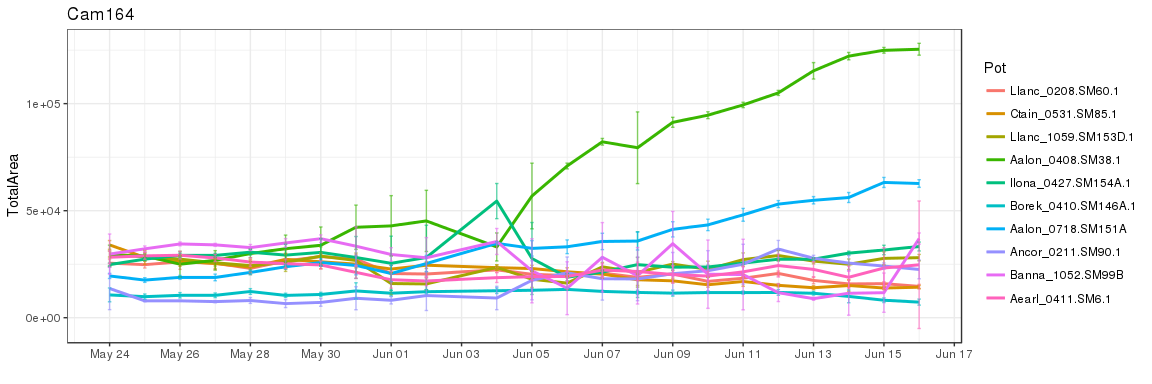 Cam164
TotalArea
1e+05
5e+04
0e+00
May 24 May 26 May 28 May 30 Jun 01 Jun 03 Jun 05 Jun 07 Jun 09 Jun 11 Jun 13 Jun 15 Jun 17
Pot
Llanc_0208.SM60.1
Ctain_0531.SM85.1
Llanc_1059.SM153D.1
Aalon_0408.SM38.1
Ilona_0427.SM154A.1
Borek_0410.SM146A.1
Aalon_0718.SM151A
Ancor_0211.SM90.1
Banna_1052.SM99B
Aearl_0411.SM6.1